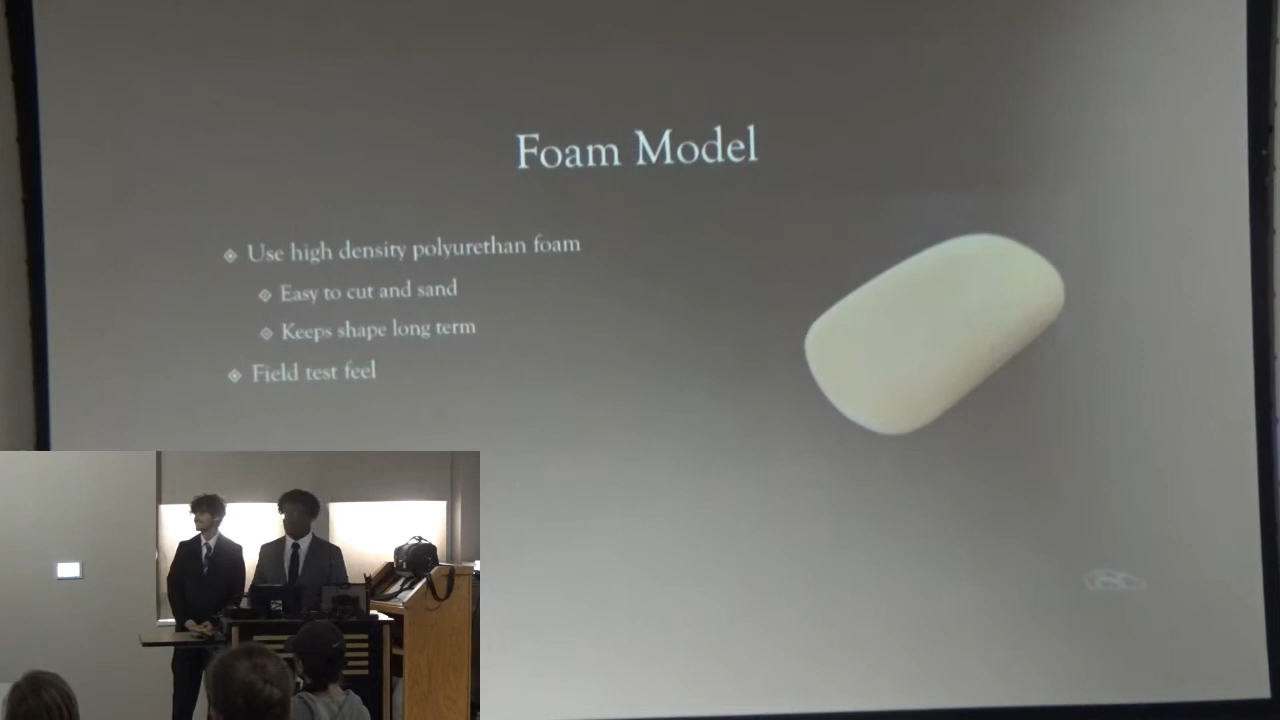 Foam Model
Use high density polyurethan foam
Easy to cut and sand
Keeps shape long term
Field test feel